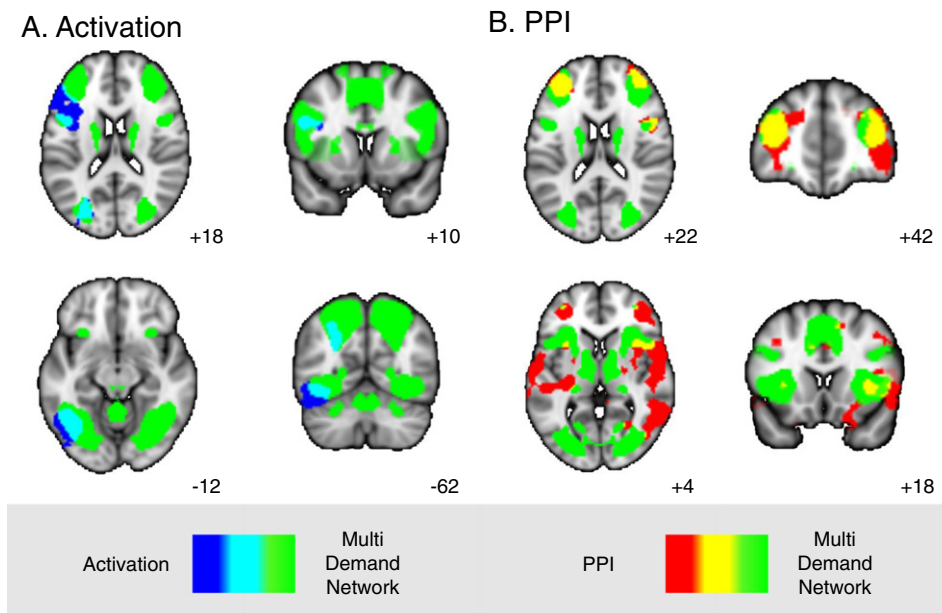 A. Activation
B. PPI
+18
+10
+22
+42
-12
-62
+4
+18
Activation
Multi
Demand
Network
PPI
Multi
Demand
Network